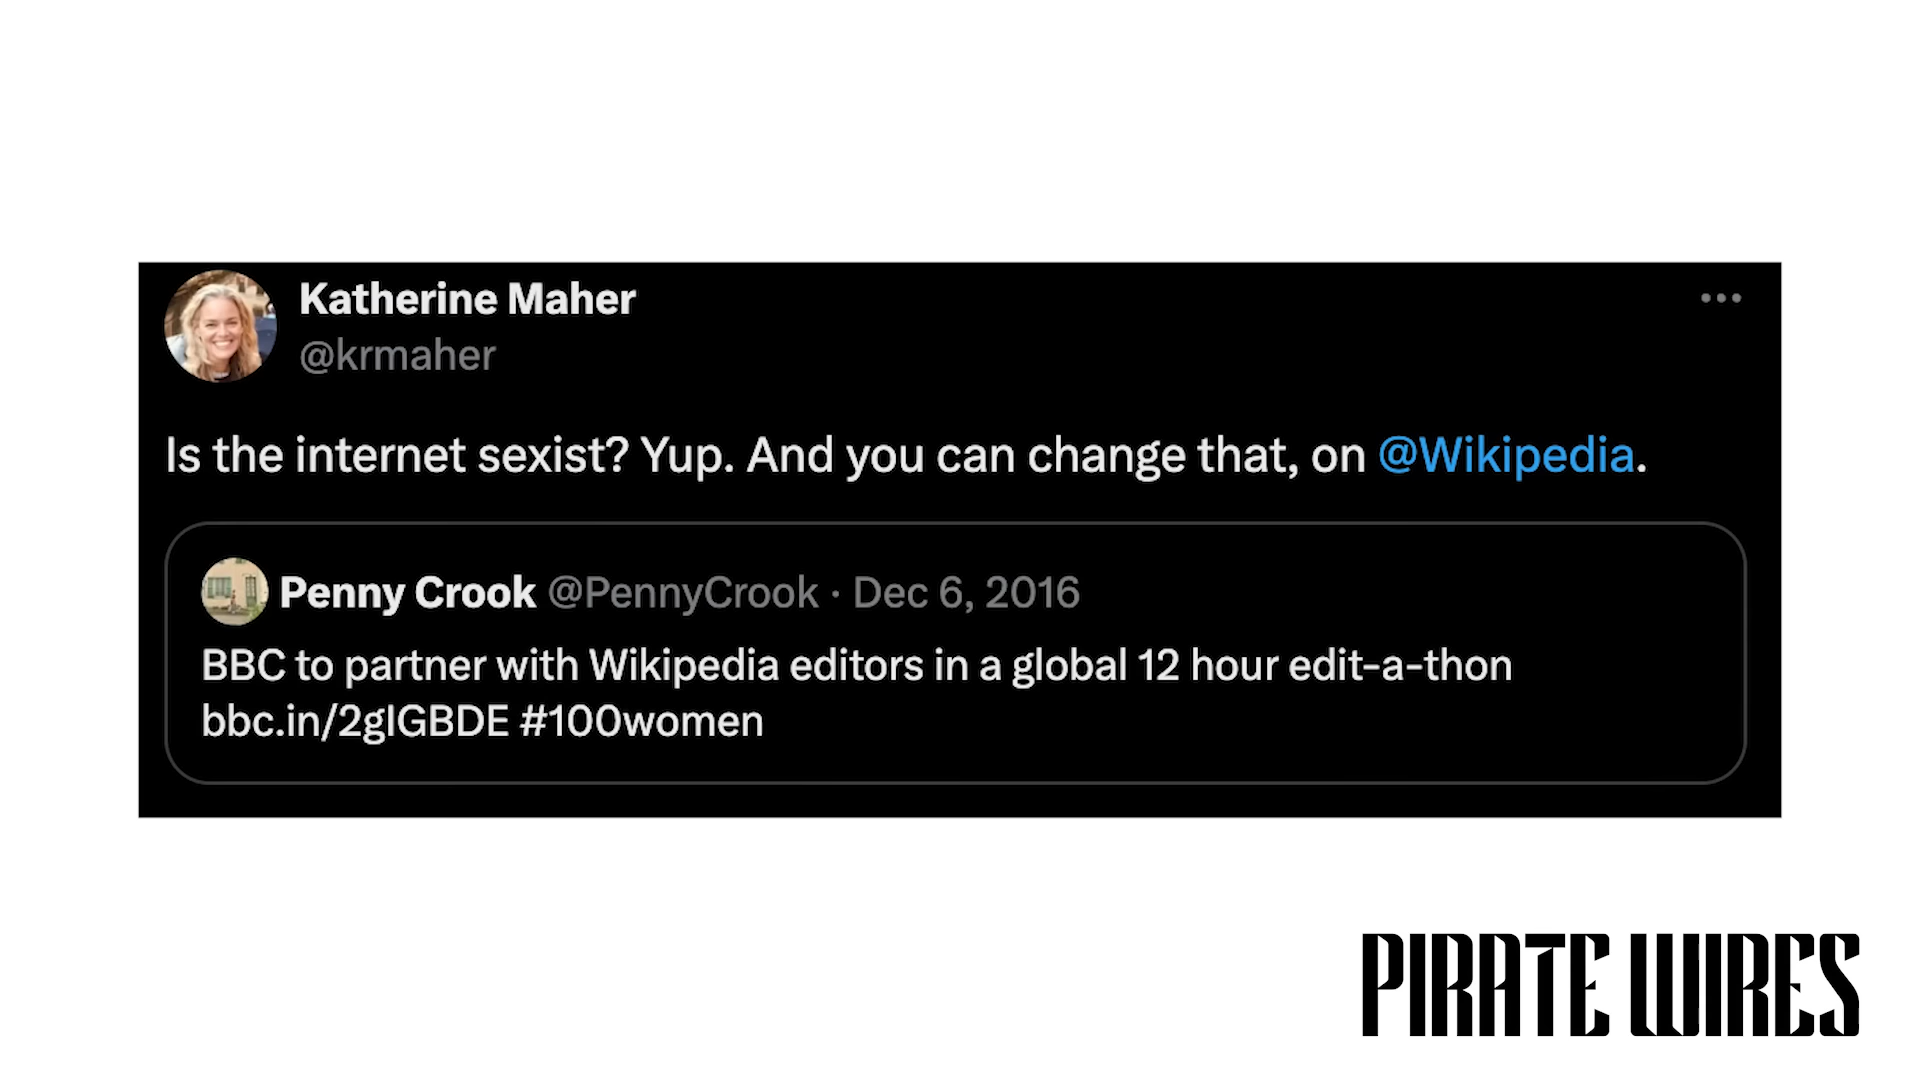 Katherine Maher
@krmaher
Is the internet sexist? Yup. And you can change that, on @Wikipedia.
Penny Crook @PennyCrook · Dec 6, 2016
BBC to partner with Wikipedia editors in a global 12 hour edit-a-thon
bbc.in/2glGBDE #100women
PIRATE WIRES